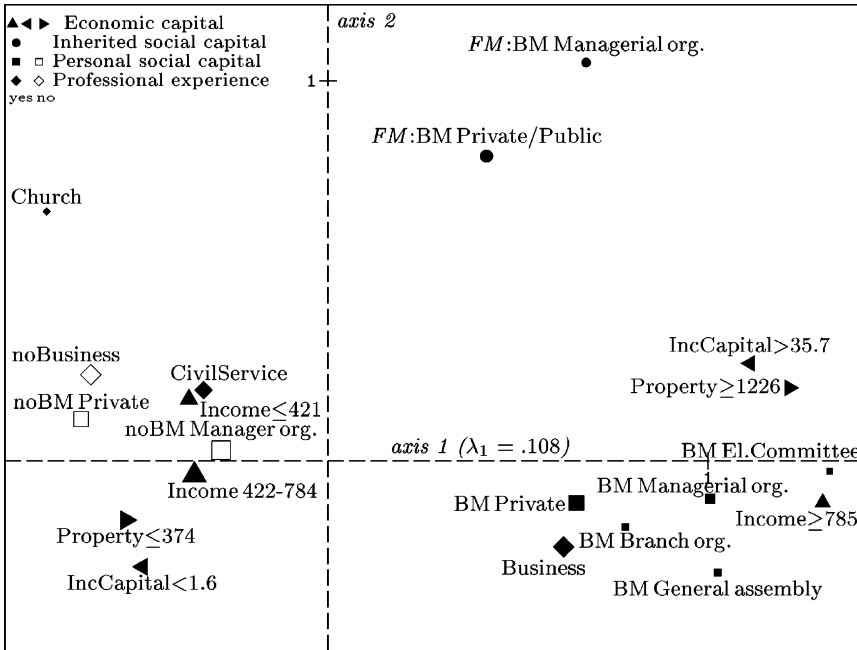 ▲◀ ▶ Economic capital
● Inherited social capital
■ □ Personal social capital
◆ ◇ Professional experience
yes no
axis 2
FM:BM Managerial org.
1
FM:BM Private/Public
Church
IncCapital>35.7
noBusiness
CivilService
Property≥1226
noBM Private
Income≤421
noBM Manager org.
axis 1 (λ₁ = .108)
BM El.Committee
1
Income 422-784
BM Managerial org.
BM Private
Income≥785
Property≤374
BM Branch org.
Business
IncCapital<1.6
BM General assembly